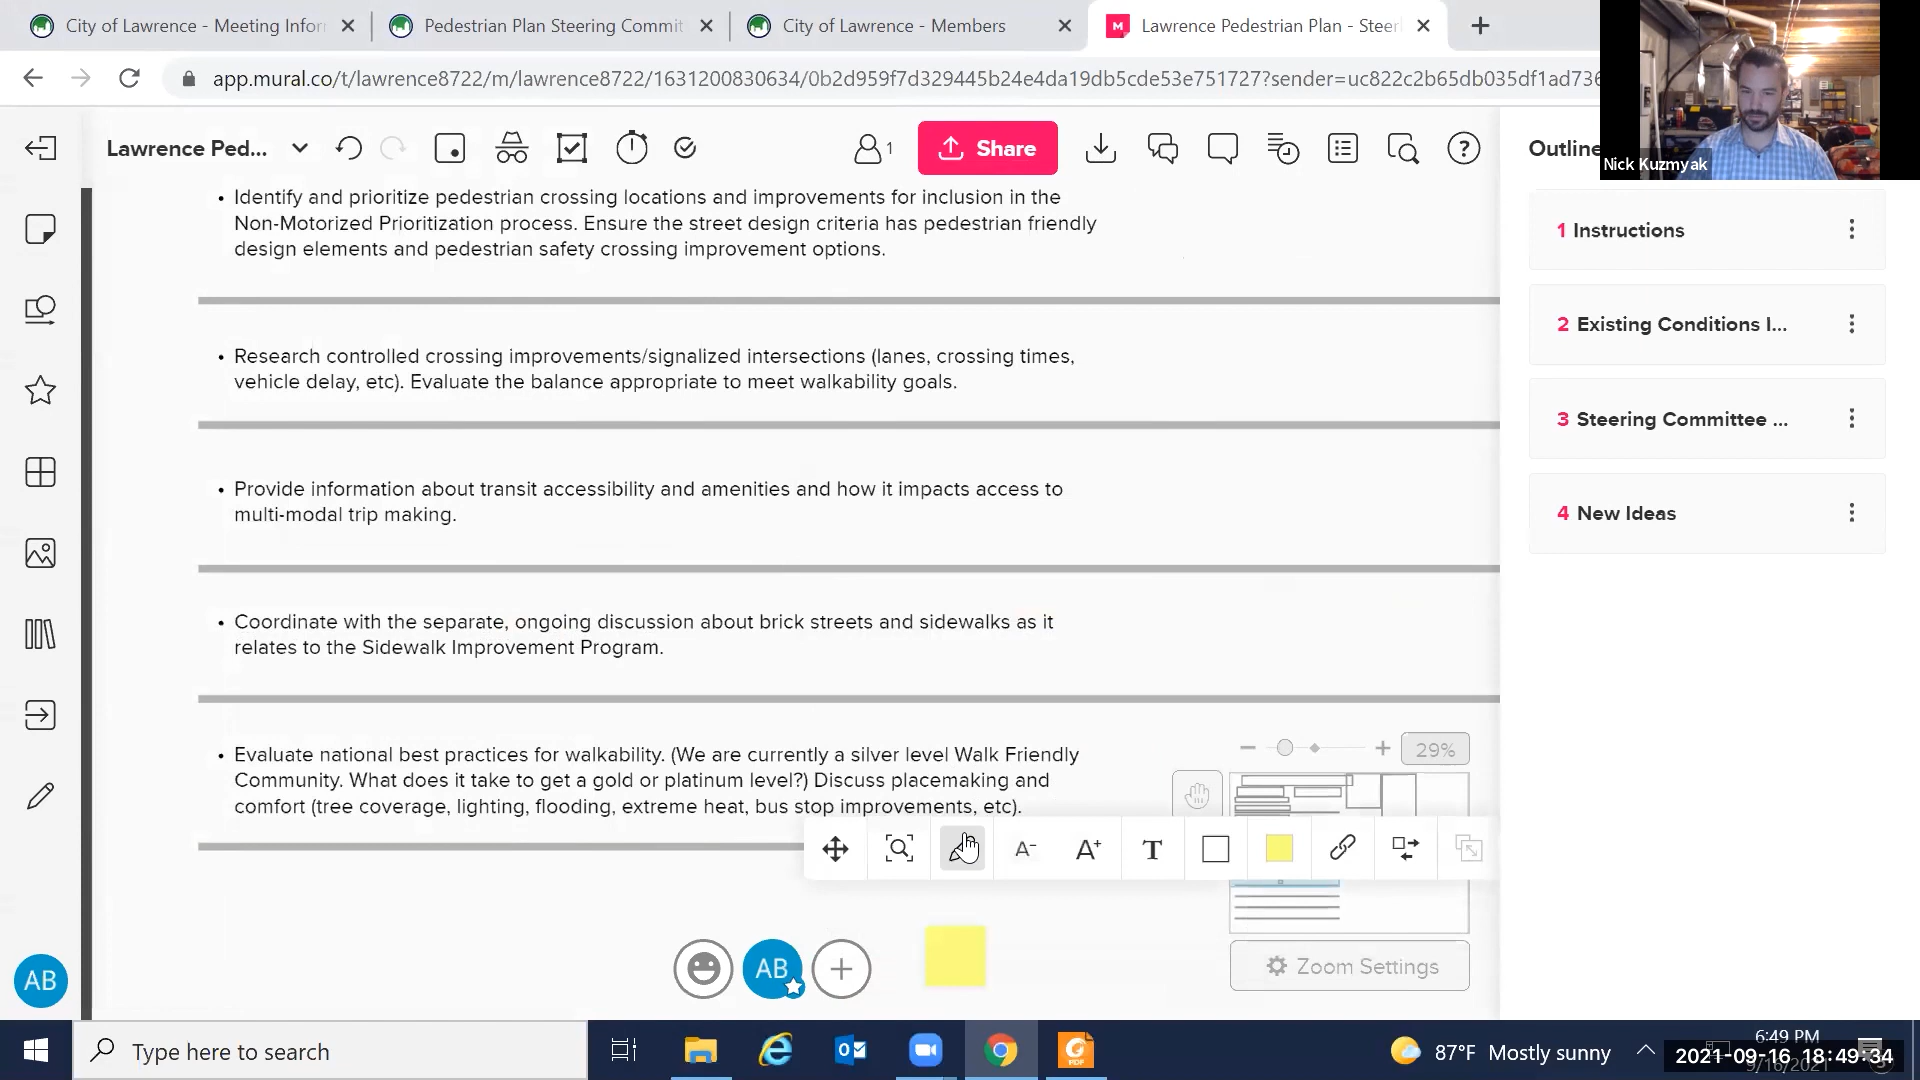 City of Lawrence - Meeting Infor
Pedestrian Plan Steering Commit
City of Lawrence - Members
Lawrence Pedestrian Plan - Steer
app.mural.co/t/lawrence8722/m/lawrence8722/1631200830634/0b2d959f7d329445b24e4da19db5cde53e751727?sender=uc822c2b65db035df1ad736
Nick Kuzmyak
Lawrence Ped...
1
Share
Outline
• Identify and prioritize pedestrian crossing locations and improvements for inclusion in the
Non-Motorized Prioritization process. Ensure the street design criteria has pedestrian friendly
design elements and pedestrian safety crossing improvement options.
• Research controlled crossing improvements/signalized intersections (lanes, crossing times,
vehicle delay, etc). Evaluate the balance appropriate to meet walkability goals.
• Provide information about transit accessibility and amenities and how it impacts access to
multi-modal trip making.
• Coordinate with the separate, ongoing discussion about brick streets and sidewalks as it
relates to the Sidewalk Improvement Program.
• Evaluate national best practices for walkability. (We are currently a silver level Walk Friendly
Community. What does it take to get a gold or platinum level?) Discuss placemaking and
comfort (tree coverage, lighting, flooding, extreme heat, bus stop improvements, etc).
1 Instructions
2 Existing Conditions I...
3 Steering Committee ...
4 New Ideas
29%
A-
A+
T
Zoom Settings
AB
AB
Type here to search
87°F Mostly sunny
6:49 PM
2021-09-16 18:49:34
9/16/2021